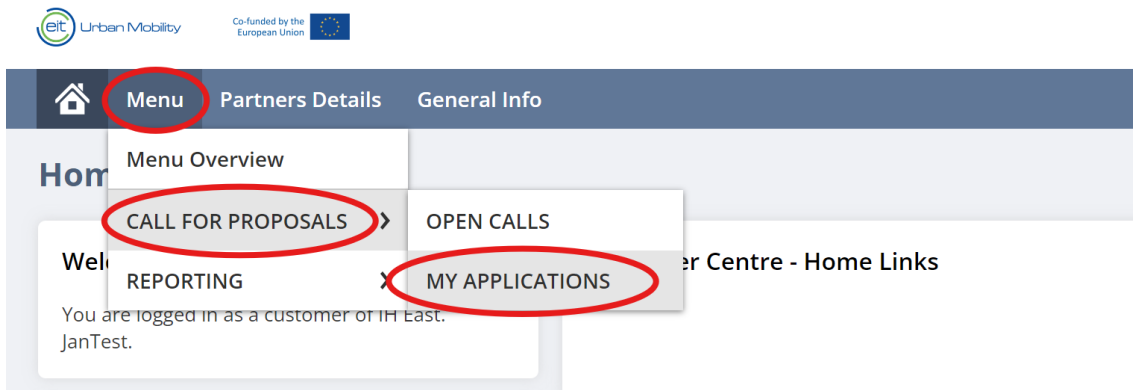 eit Urban Mobility
Co-funded by the
European Union
Menu Partners Details General Info
Menu Overview
Hom
CALL FOR PROPOSALS
OPEN CALLS
Wel
er Centre - Home Links
REPORTING
MY APPLICATIONS
You are logged in as a customer of IH East.
JanTest.